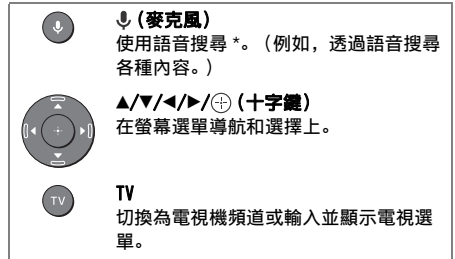 (麥克風)
使用語音搜尋 *。(例如，透過語音搜尋
各種內容。)
▲/▼/◄/►/ (十字鍵)
在螢幕選單導航和選擇上。
TV
TV
切換為電視機頻道或輸入並顯示電視選
單。